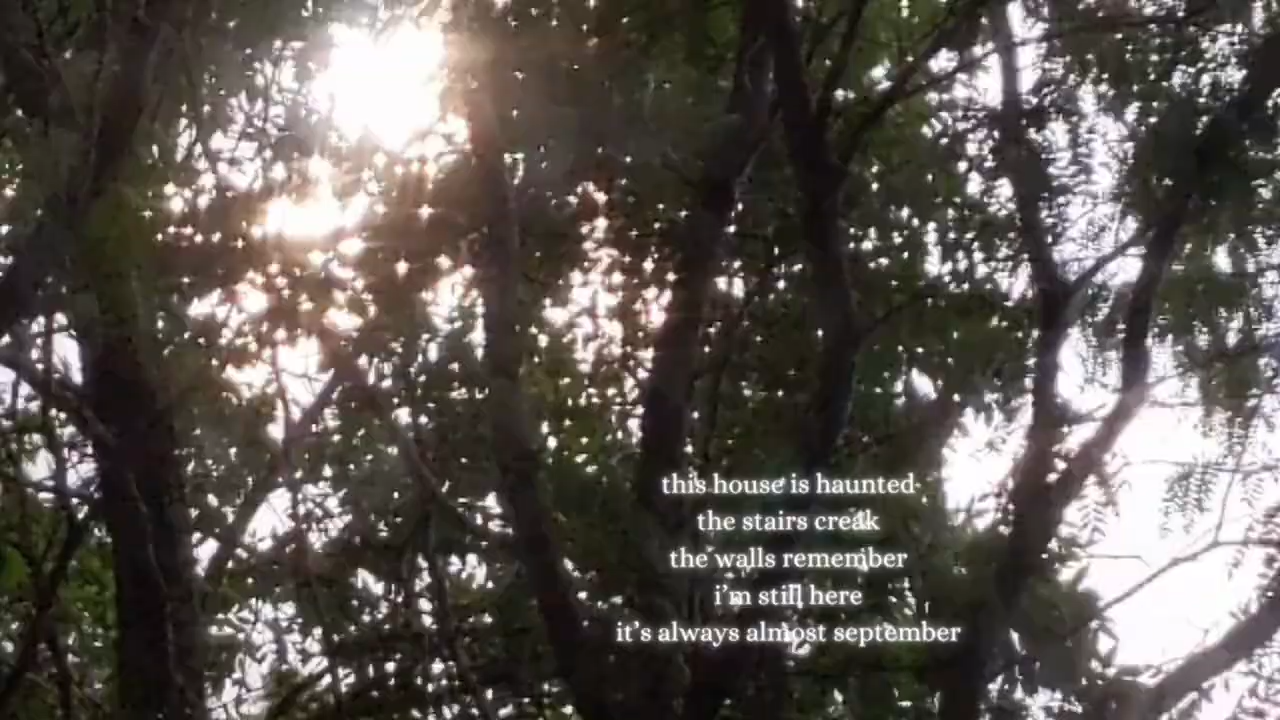 this house is haunted
the stairs creak
the walls remember
i'm still here
it's always almost september